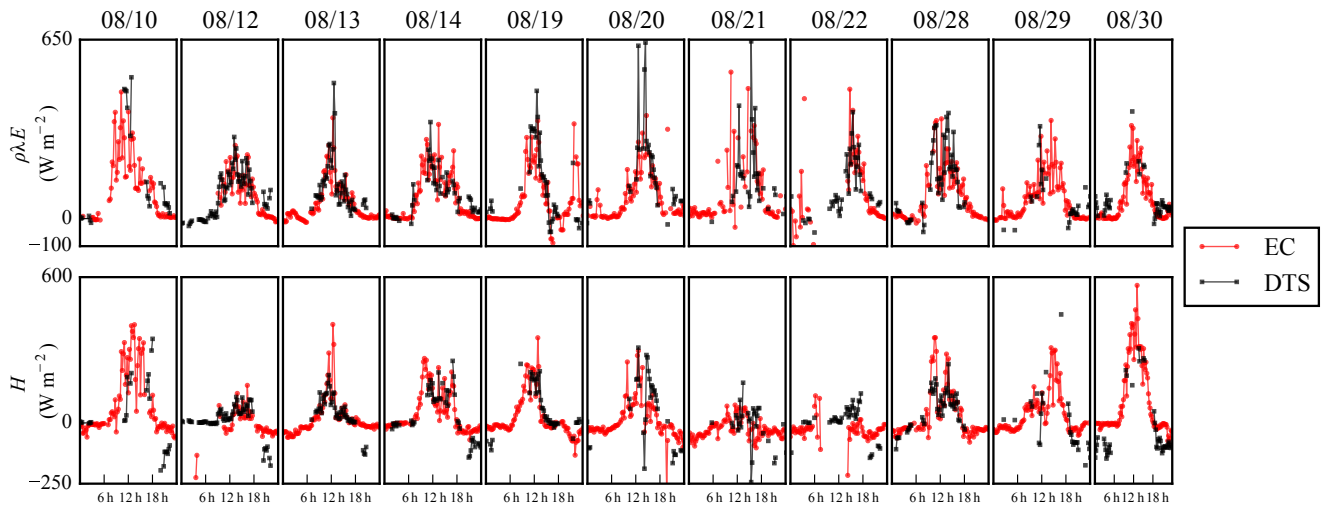 08/10 08/12 08/13 08/14 08/19 08/20 08/21 08/22 08/28 08/29 08/30
650
ρλE
(W m⁻²)
0
−100
EC
DTS
600
H
(W m⁻²)
0
−250
6 h 12 h 18 h 6 h 12 h 18 h 6 h 12 h 18 h 6 h 12 h 18 h 6 h 12 h 18 h 6 h 12 h 18 h 6 h 12 h 18 h 6 h 12 h 18 h 6 h 12 h 18 h 6 h 12 h 18 h 6 h 12 h 18 h